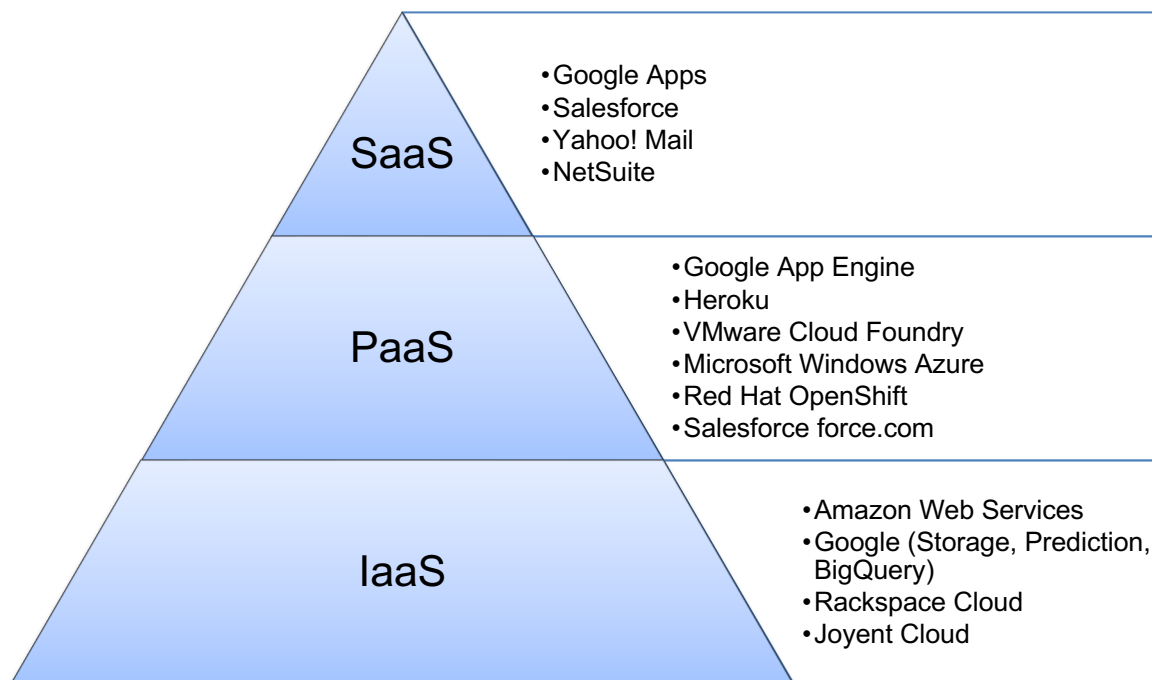 SaaS
•Google Apps
•Salesforce
•Yahoo! Mail
•NetSuite
PaaS
•Google App Engine
•Heroku
•VMware Cloud Foundry
•Microsoft Windows Azure
•Red Hat OpenShift
•Salesforce force.com
IaaS
•Amazon Web Services
•Google (Storage, Prediction,
BigQuery)
•Rackspace Cloud
•Joyent Cloud